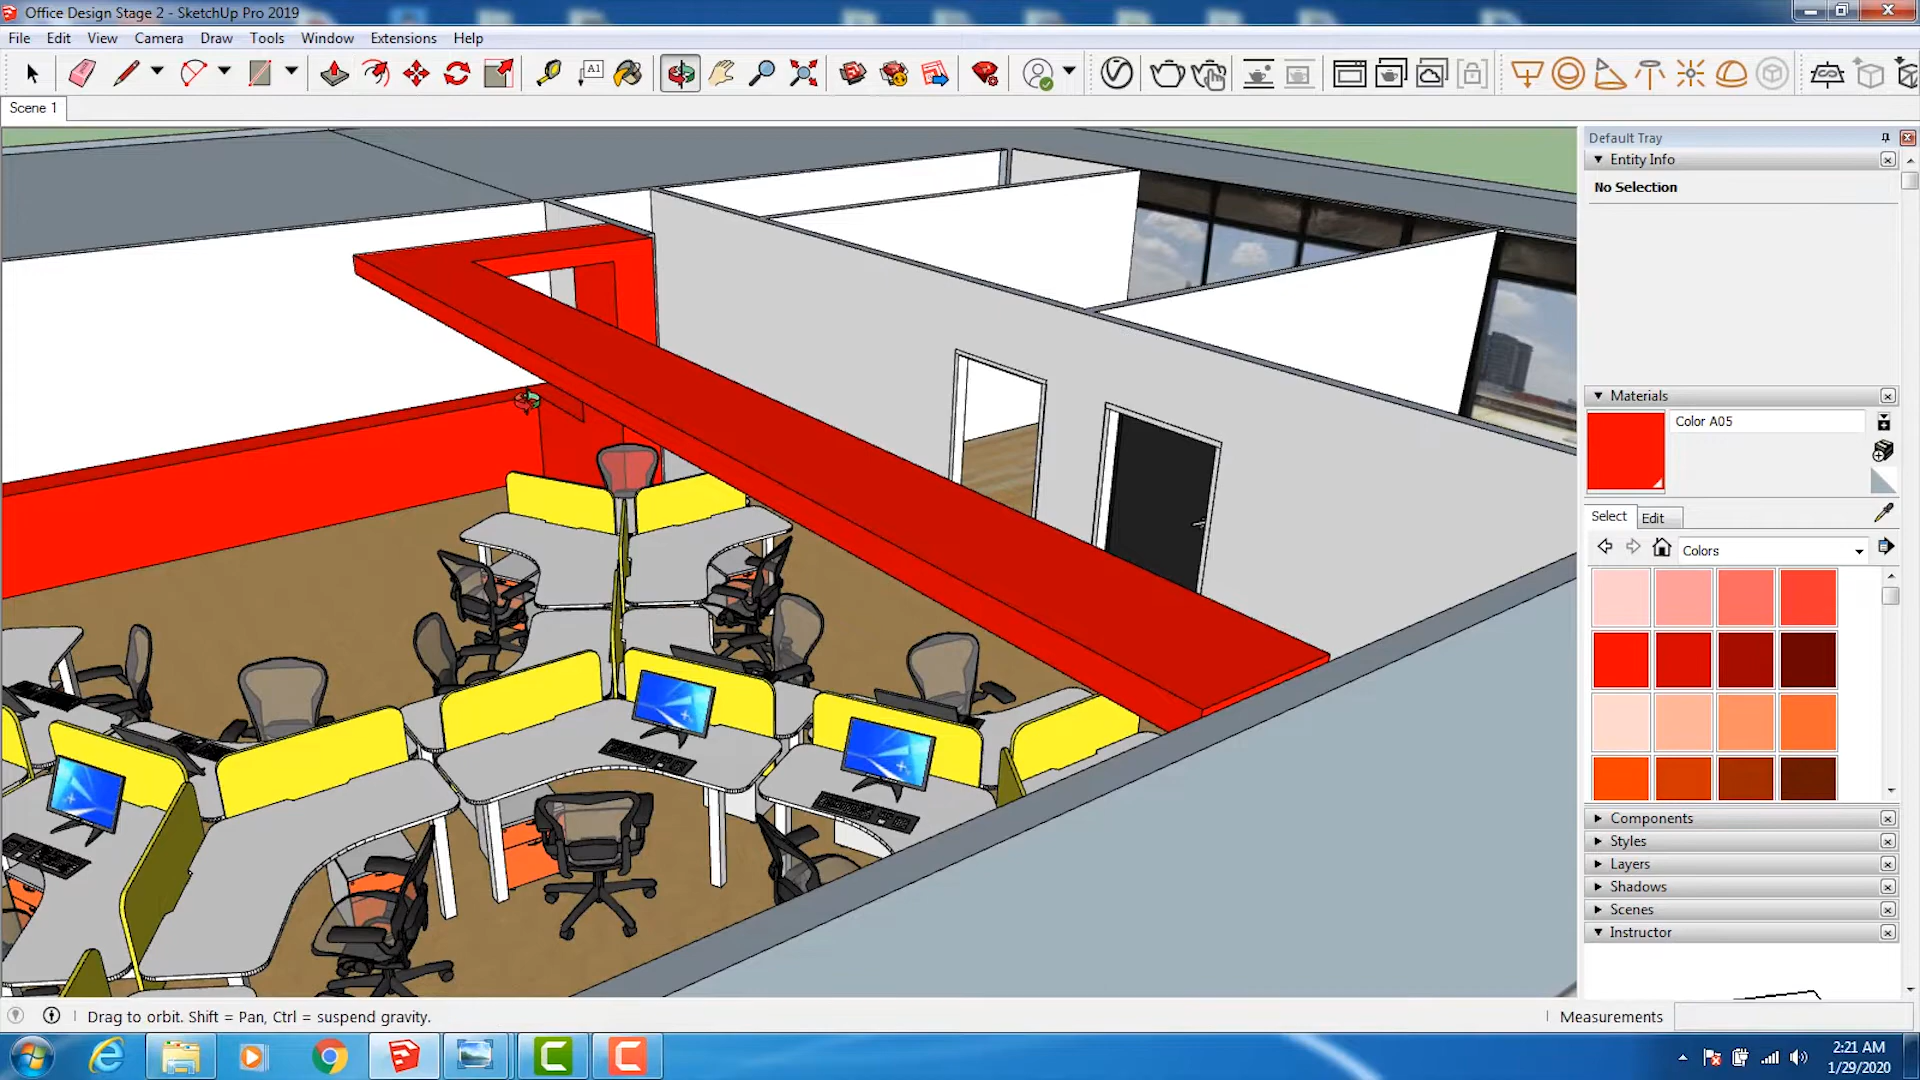 Office Design Stage 2 - SketchUp Pro 2019
File Edit View Camera Draw Tools Window Extensions Help
A1
Scene 1
Default Tray
Entity Info
No Selection
Materials
Color A05
Select Edit
Colors
Components
Styles
Layers
Shadows
Scenes
Instructor
Drag to orbit. Shift = Pan, Ctrl = suspend gravity.
Measurements
2:21 AM
1/29/2020